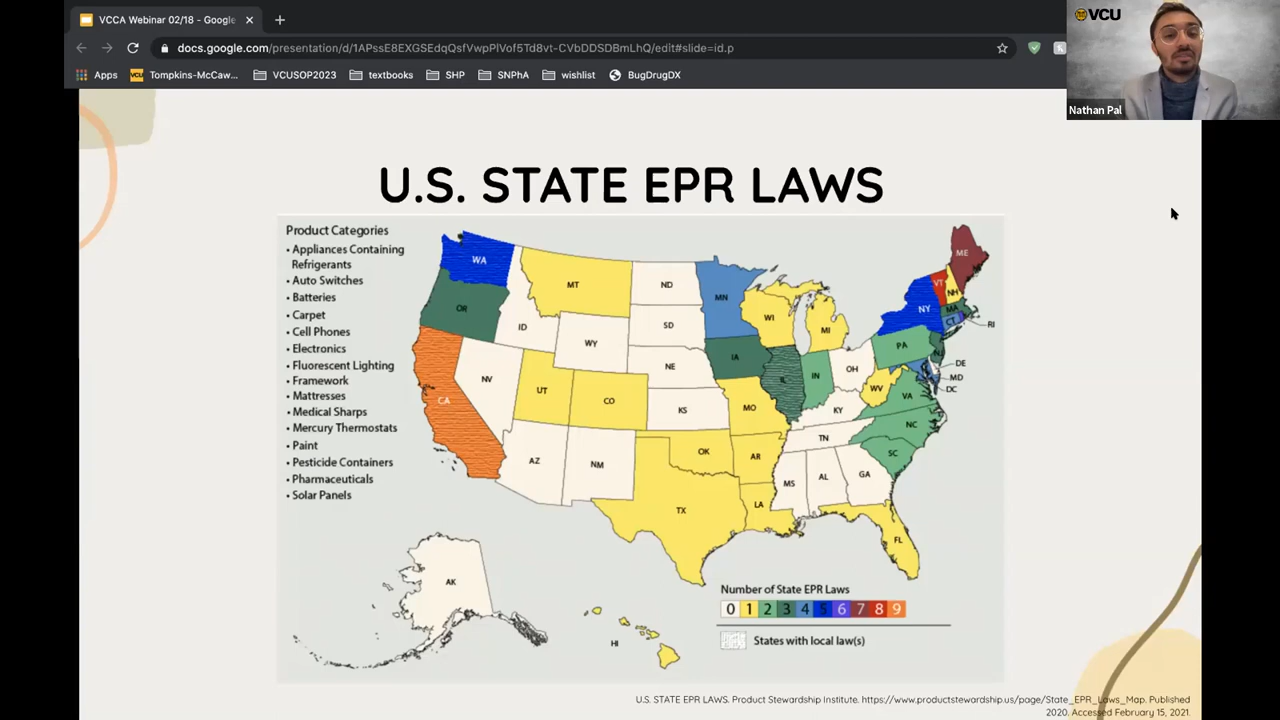 VCCA Webinar 02/18 - Google
docs.google.com/presentation/d/1APssE8EXGSEdqQsfVwpPlVof5Td8vt-CVbDDSDBmLhQ/edit#slide=id.p
Apps
Tompkins-McCaw...
VCUSOP2023
textbooks
SHP
SNPhA
wishlist
BugDrugDX
VCU
Nathan Pal
U.S. STATE EPR LAWS
Product Categories
• Appliances Containing
Refrigerants
• Auto Switches
• Batteries
• Carpet
• Cell Phones
• Electronics
• Fluorescent Lighting
• Framework
• Mattresses
• Medical Sharps
• Mercury Thermostats
• Paint
• Pesticide Containers
• Pharmaceuticals
• Solar Panels
WA
OR
CA
ID
NV
MT
WY
UT
CO
AZ
NM
ND
SD
NE
KS
OK
TX
MN
IA
MO
AR
LA
WI
IL
MI
IN
OH
KY
TN
MS
AL
GA
FL
SC
NC
VA
WV
PA
NY
VT
NH
ME
MA
CT
RI
NJ
DE
MD
DC
AK
HI
Number of State EPR Laws
0 1 2 3 4 5 6 7 8 9
States with local law(s)
U.S. STATE EPR LAWS. Product Stewardship Institute. https://www.productstewardship.us/page/State_EPR_Laws_Map. Published
2020. Accessed February 15, 2021.